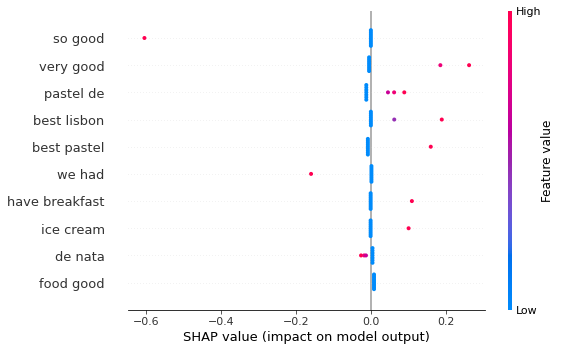 High
so good
very good
pastel de
best lisbon
best pastel
we had
have breakfast
ice cream
de nata
food good
Feature value
Low
−0.6 −0.4 −0.2 0.0 0.2
SHAP value (impact on model output)